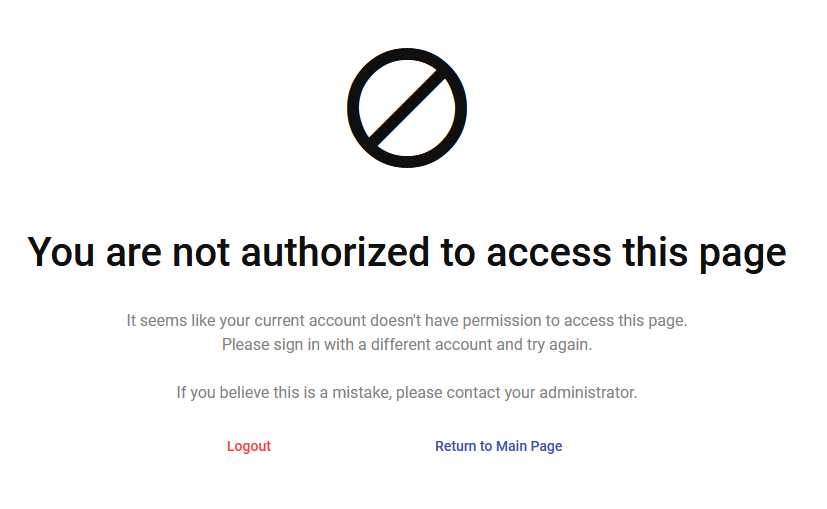 You are not authorized to access this page
It seems like your current account doesn't have permission to access this page.
Please sign in with a different account and try again.
If you believe this is a mistake, please contact your administrator.
Logout
Return to Main Page